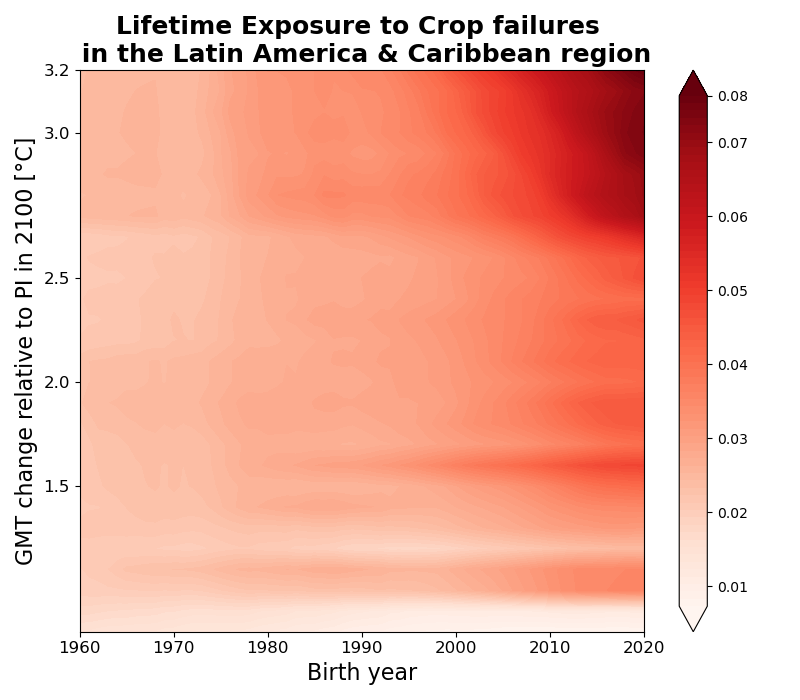 Lifetime Exposure to Crop failures
in the Latin America & Caribbean region
GMT change relative to PI in 2100 [°C]
3.2
3.0
2.5
2.0
1.5
1960 1970 1980 1990 2000 2010 2020
Birth year
0.08
0.07
0.06
0.05
0.04
0.03
0.02
0.01